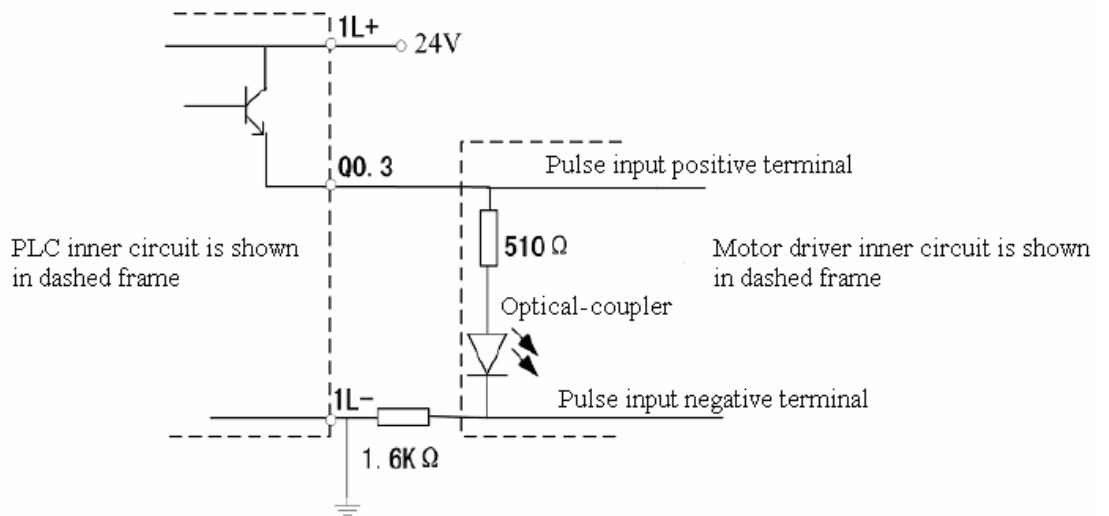 1L+
24V
Q0.3
Pulse input positive terminal
PLC inner circuit is shown
in dashed frame
510 Ω
Motor driver inner circuit is shown
in dashed frame
Optical-coupler
1L-
Pulse input negative terminal
1.6K Ω